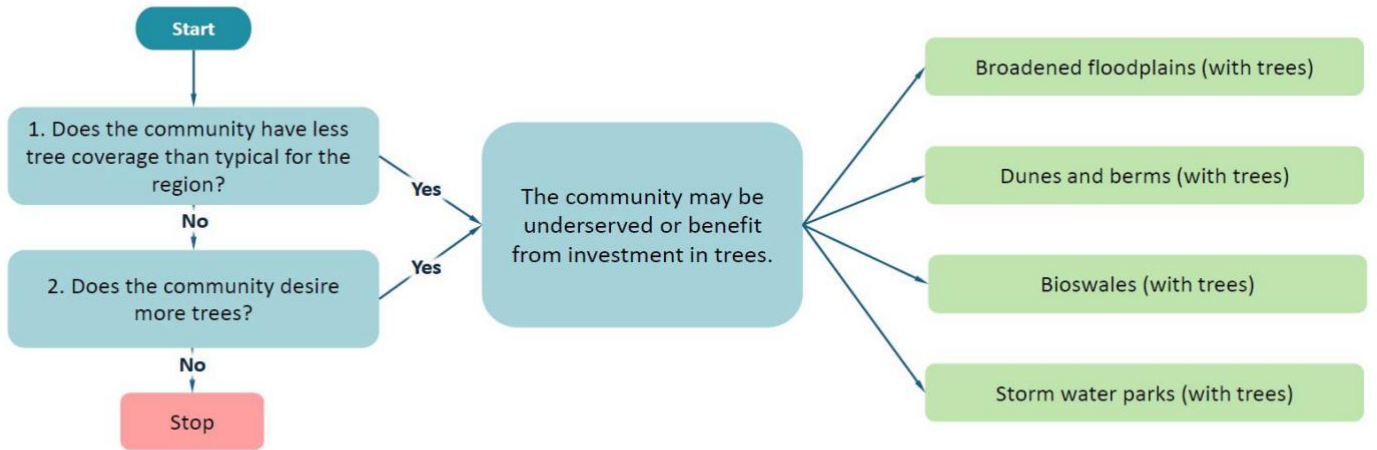 Start
1. Does the community have less
tree coverage than typical for the
region?
Yes
No
2. Does the community desire
more trees?
Yes
No
Stop
The community may be
underserved or benefit
from investment in trees.
Broadened floodplains (with trees)
Dunes and berms (with trees)
Bioswales (with trees)
Storm water parks (with trees)